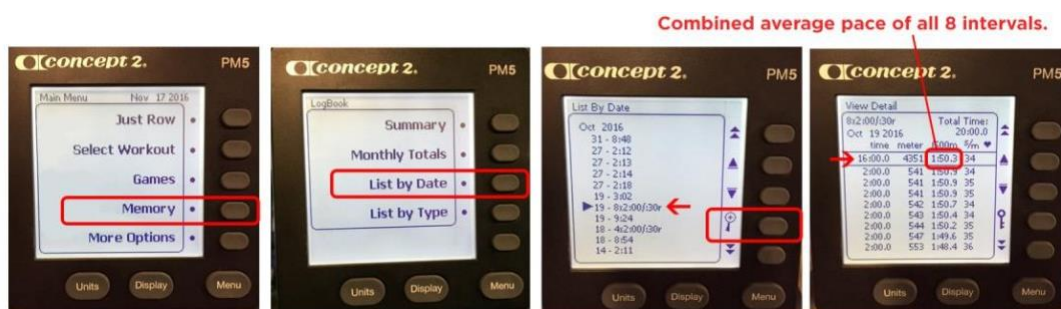 Combined average pace of all 8 intervals.
concept 2.
PM5
Main Menu Nov 17 2016
Just Row
Select Workout
Games
Memory
More Options
Units Display Menu
concept 2.
PM5
LogBook
Summary
Monthly Totals
List by Date
List by Type
Units Display Menu
concept 2.
PM5
List By Date
Oct 2016
31 - 8:48
27 - 2:12
27 - 2:13
27 - 2:14
27 - 2:18
19 - 3:02
19 - 8x2:00/:30r
19 - 9:24
18 - 4x2:00/:30r
18 - 8:54
14 - 2:11
Units Display Menu
concept 2.
PM5
View Detail
8x2:00/:30r Total Time:
Oct 19 2016 20:00.0
time meter /500m s/m
16:00.0 4351 1:50.3 34
2:00.0 541 1:50.9 34
2:00.0 541 1:50.9 35
2:00.0 541 1:50.9 35
2:00.0 542 1:50.7 34
2:00.0 543 1:50.4 34
2:00.0 544 1:50.2 35
2:00.0 547 1:49.6 35
2:00.0 553 1:48.4 36
Units Display Menu